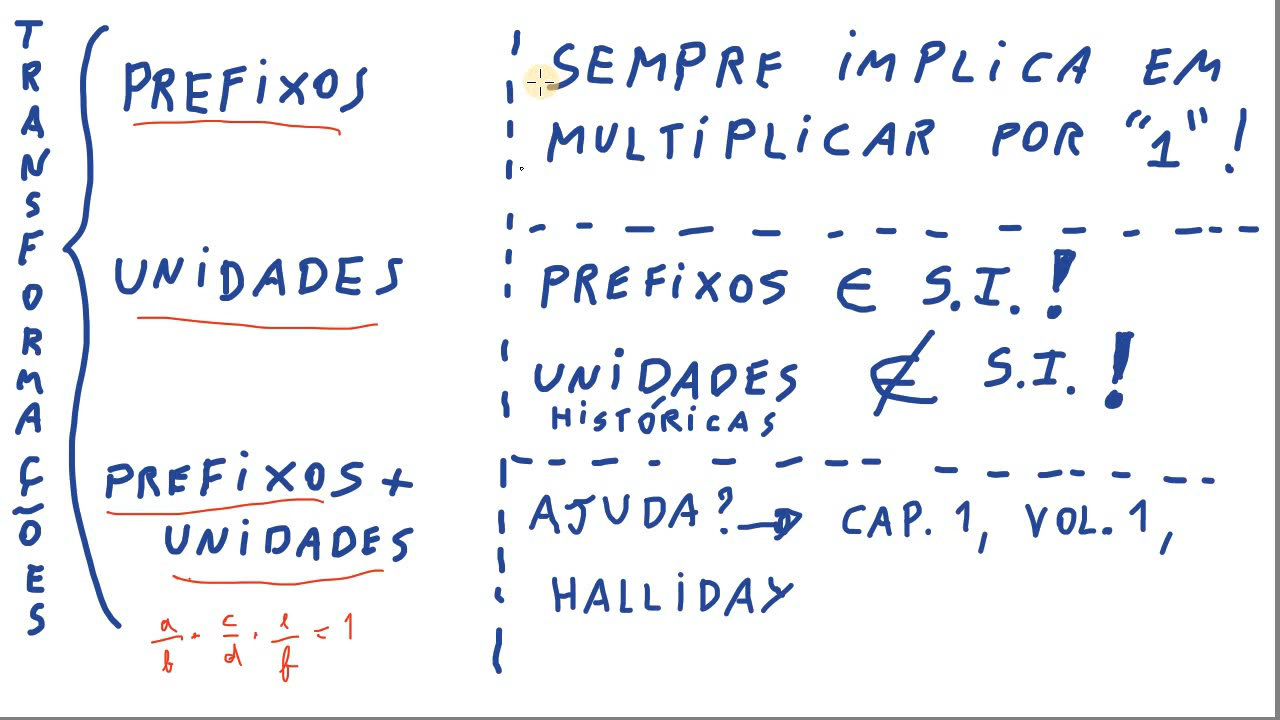 TRANSFORMAÇÕES
PREFIXOS
UNIDADES
PREFIXOS +
UNIDADES
a/b · c/d · e/f = 1
SEMPRE IMPLICA EM
MULTIPLICAR POR "1"!
PREFIXOS ∈ S.I.!
UNIDADES ∉ S.I.!
HISTÓRICAS
AJUDA? → CAP. 1, VOL. 1,
HALLIDAY